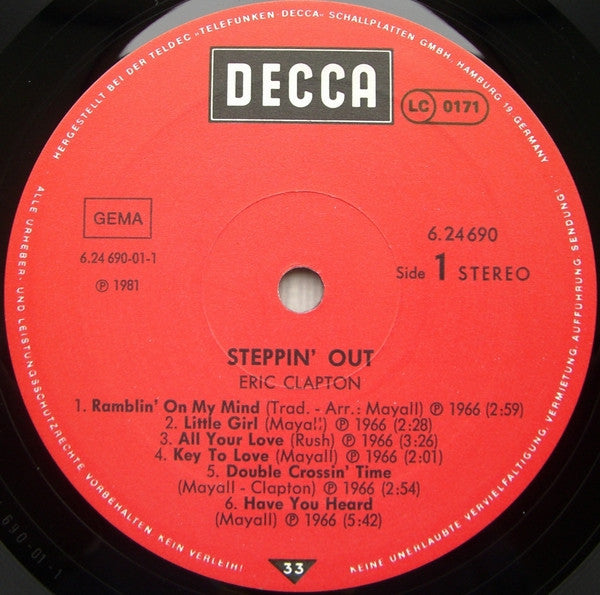 HERGESTELLT BEI DER TELDEC »TELEFUNKEN-DECCA« SCHALLPLATTEN GMBH, HAMBURG 19, GERMANY
DECCA
LC 0171
GEMA
6.24 690-01-1
Ⓟ 1981
6.24690
Side 1 STEREO
STEPPIN' OUT
ERIC CLAPTON
1. Ramblin' On My Mind (Trad. - Arr.: Mayall) Ⓟ 1966 (2:59)
2. Little Girl (Mayall) Ⓟ 1966 (2:28)
3. All Your Love (Rush) Ⓟ 1966 (3:26)
4. Key To Love (Mayall) Ⓟ 1966 (2:01)
5. Double Crossin' Time
(Mayall - Clapton) Ⓟ 1966 (2:54)
6. Have You Heard
(Mayall) Ⓟ 1966 (5:42)
33
ALLE URHEBER- UND LEISTUNGSSCHUTZRECHTE VORBEHALTEN. KEIN VERLEIH!
KEINE UNERLAUBTE VERVIELFÄLTIGUNG, VERMIETUNG, AUFFÜHRUNG, SENDUNG!
690-01-1